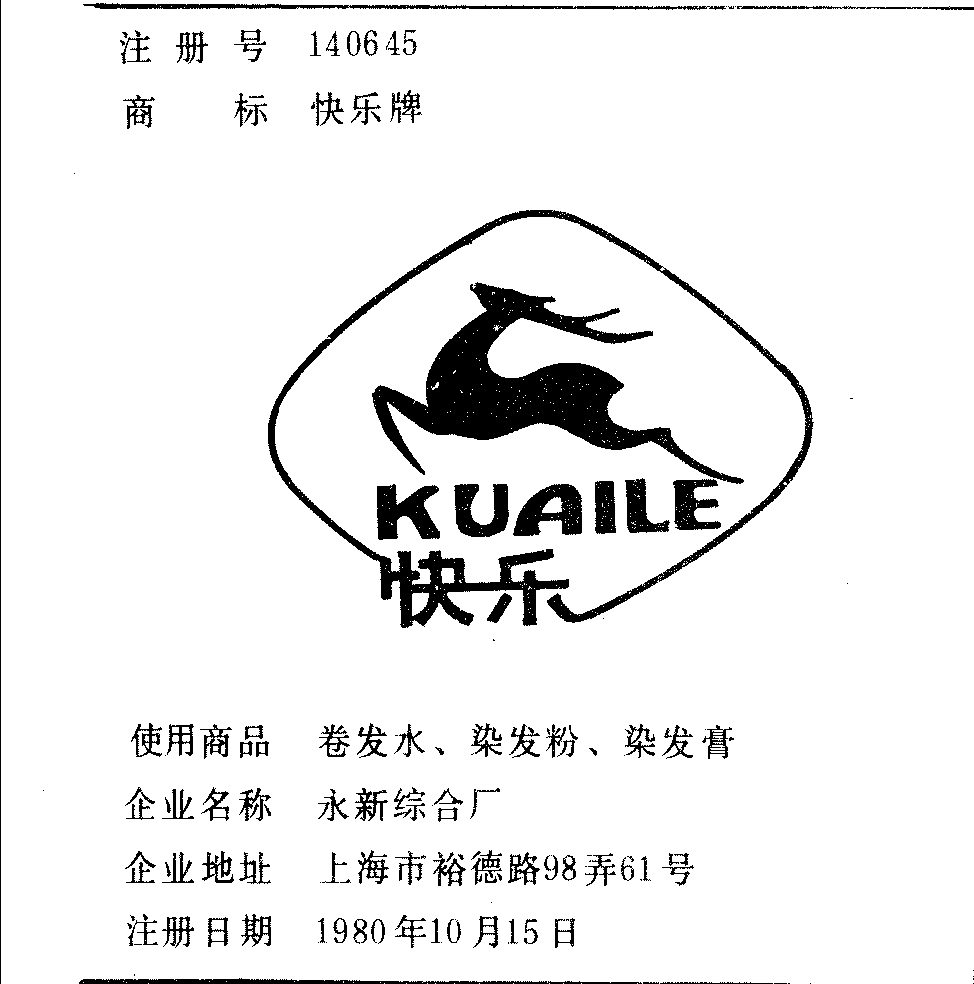 注册号 140645
商标 快乐牌
KUAILE
快乐
使用商品 卷发水、染发粉、染发膏
企业名称 永新综合厂
企业地址 上海市裕德路98弄61号
注册日期 1980年10月15日